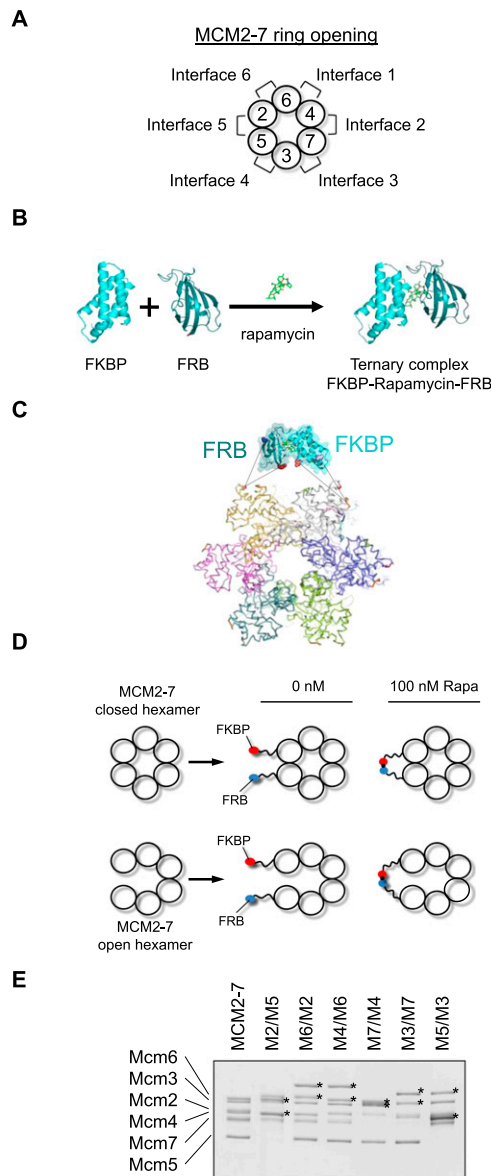 A
MCM2-7 ring opening
Interface 6
Interface 1
6
2
4
Interface 5
Interface 2
5
7
3
Interface 4
Interface 3
B
FKBP
FRB
rapamycin
Ternary complex
FKBP-Rapamycin-FRB
C
FRB
FKBP
D
MCM2-7
closed hexamer
0 nM
100 nM Rapa
FKBP
FRB
FKBP
FRB
MCM2-7
open hexamer
E
MCM2-7
M2/M5
M6/M2
M4/M6
M7/M4
M3/M7
M5/M3
Mcm6
Mcm3
Mcm2
Mcm4
Mcm7
Mcm5